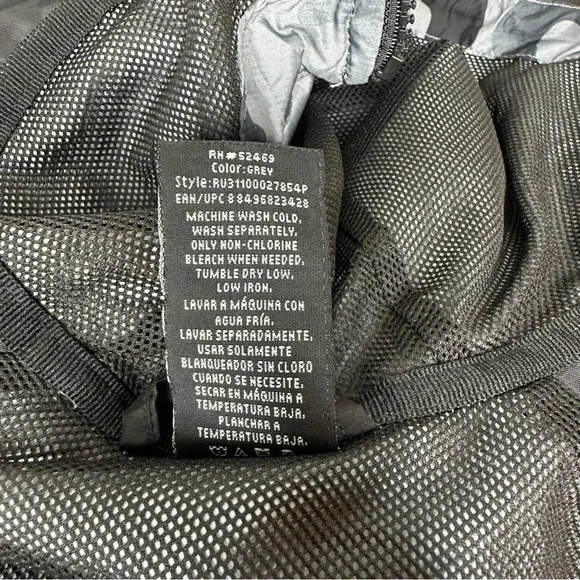 RN#52469
Color:GREY
Style:RU31100027854P
EAN/UPC 8 8496823428
MACHINE WASH COLD,
WASH SEPARATELY,
ONLY NON-CHLORINE
BLEACH WHEN NEEDED,
TUMBLE DRY LOW,
LOW IRON.
LAVAR A MÁQUINA CON
AGUA FRÍA,
LAVAR SEPARADAMENTE,
USAR SOLAMENTE
BLANQUEADOR SIN CLORO
CUANDO SE NECESITE,
SECAR EN MÁQUINA A
TEMPERATURA BAJA,
PLANCHAR A
TEMPERATURA BAJA.